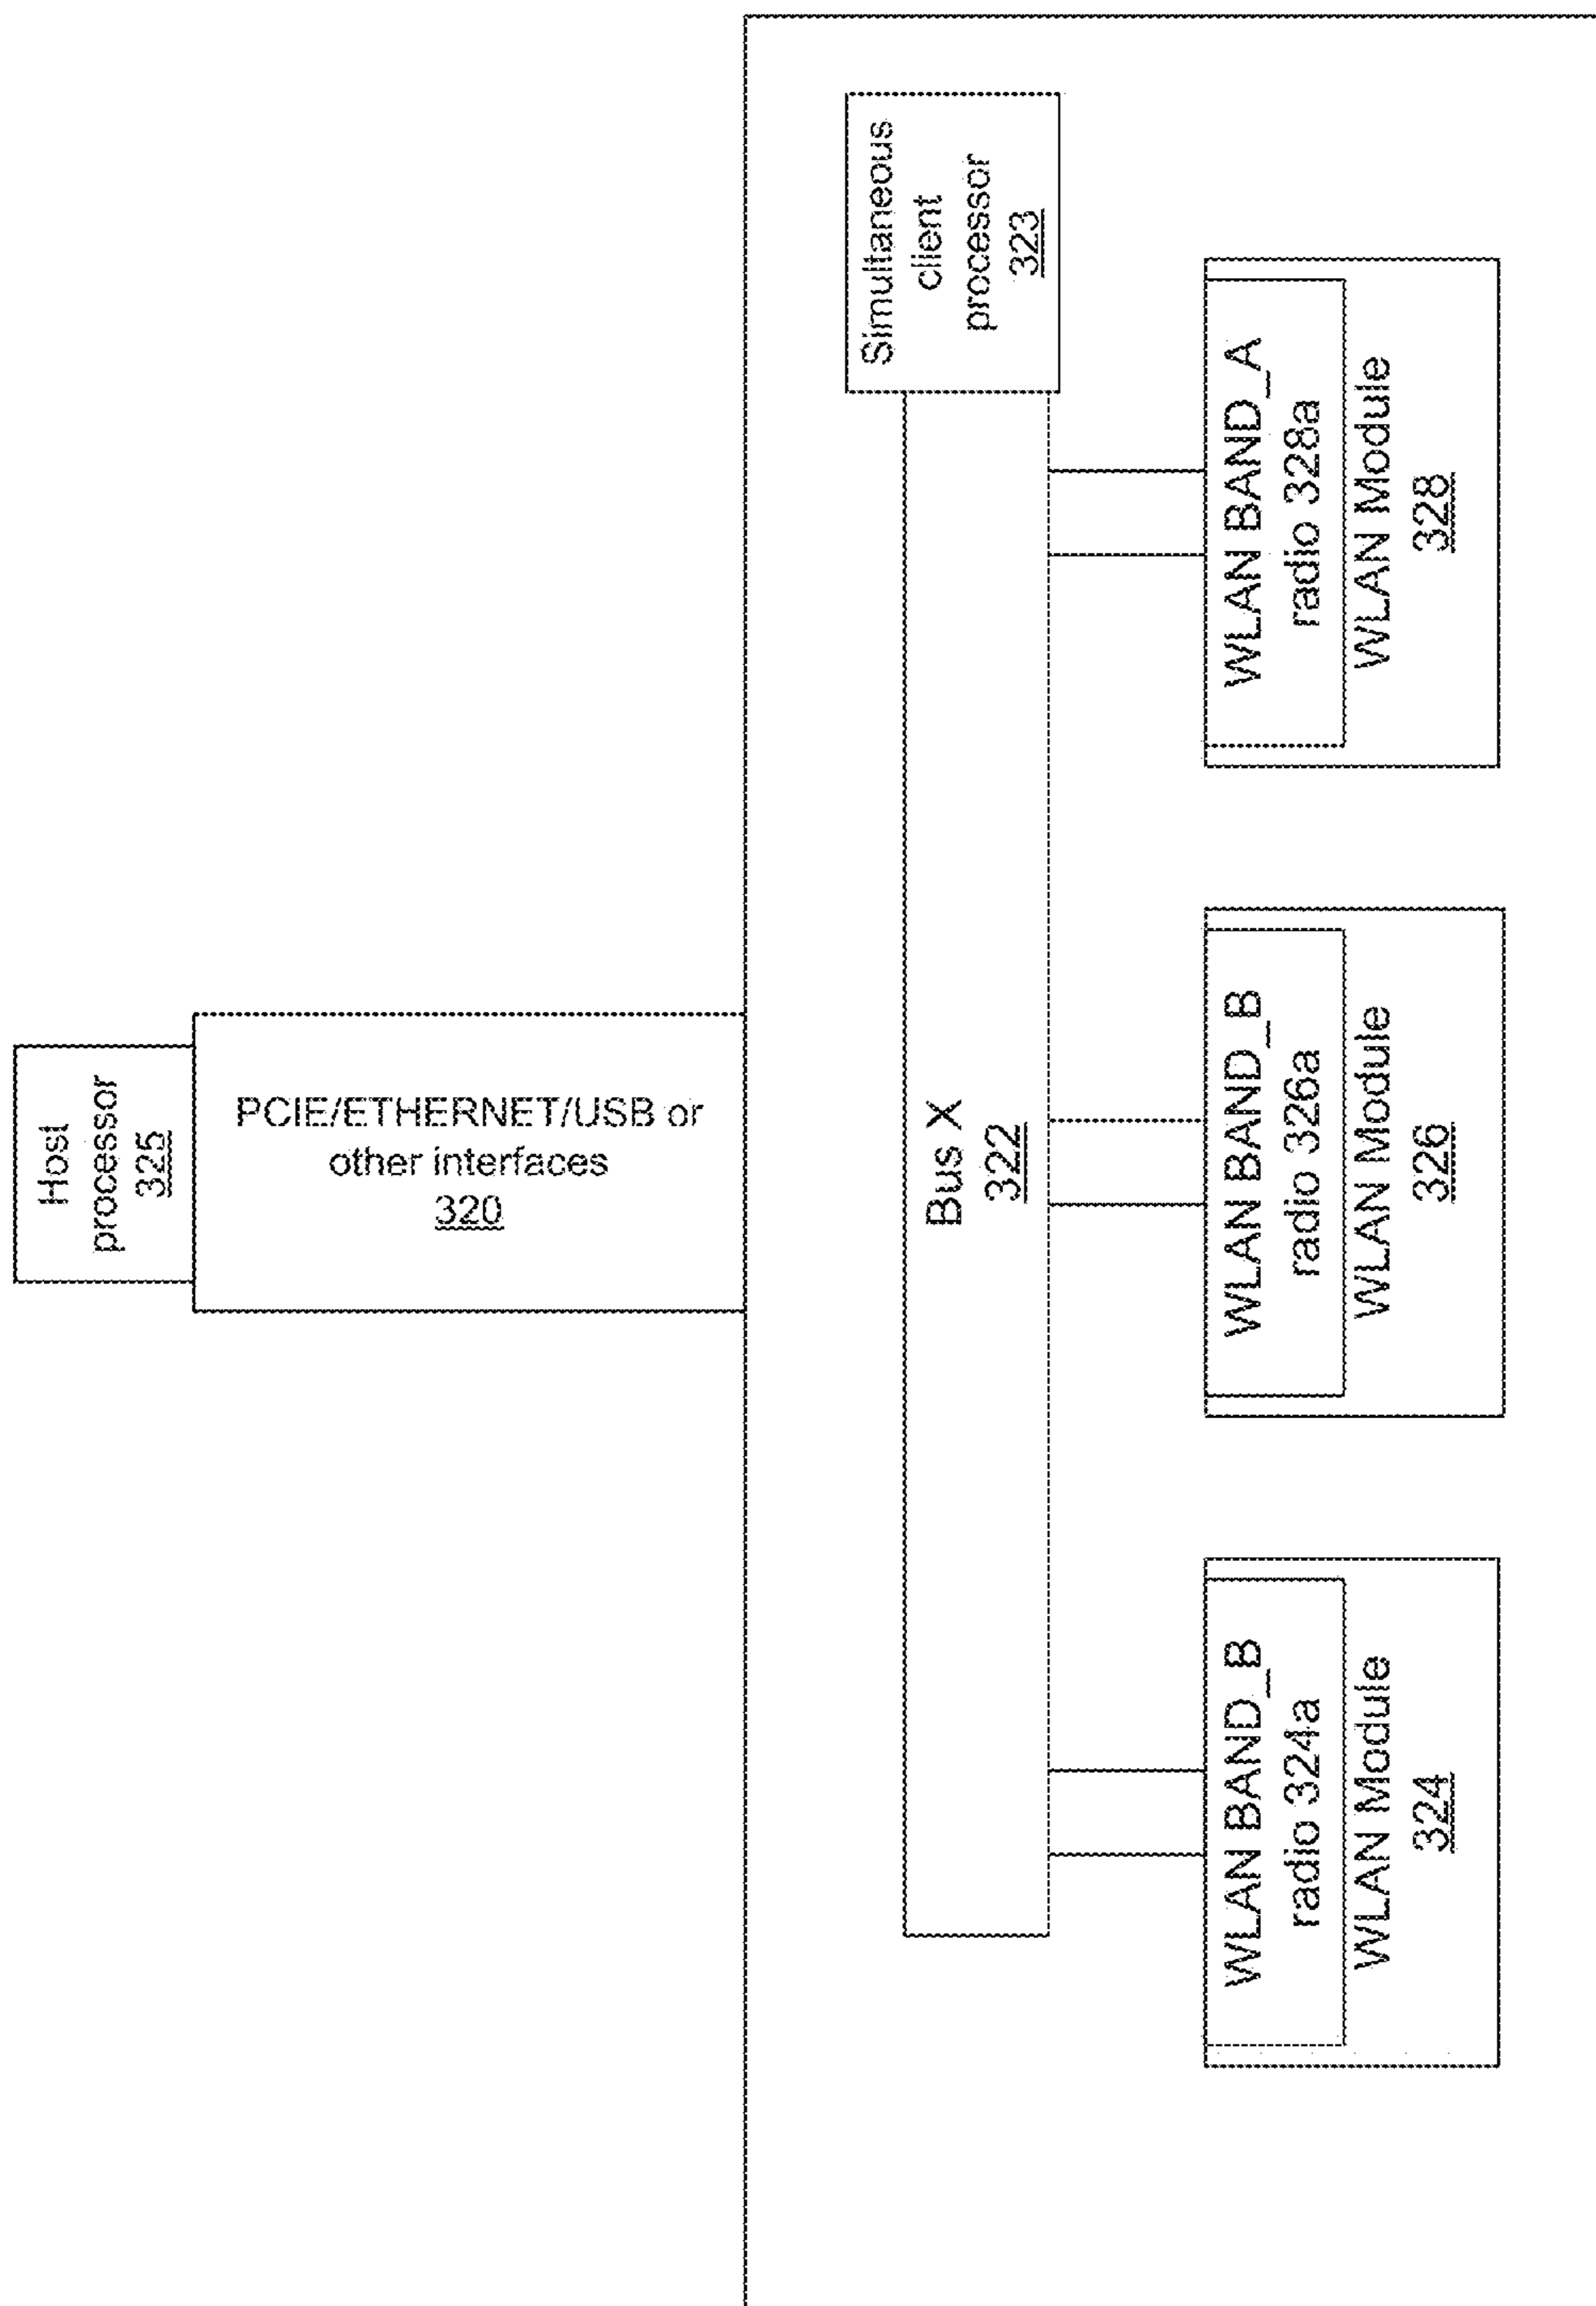 Host
processor
325
PCIE/ETHERNET/USB or
other interfaces
320
Simultaneous
client
processor
323
Bus X
322
WLAN BAND_B
radio 324a
WLAN Module
324
WLAN BAND_B
radio 326a
WLAN Module
326
WLAN BAND_A
radio 328a
WLAN Module
328